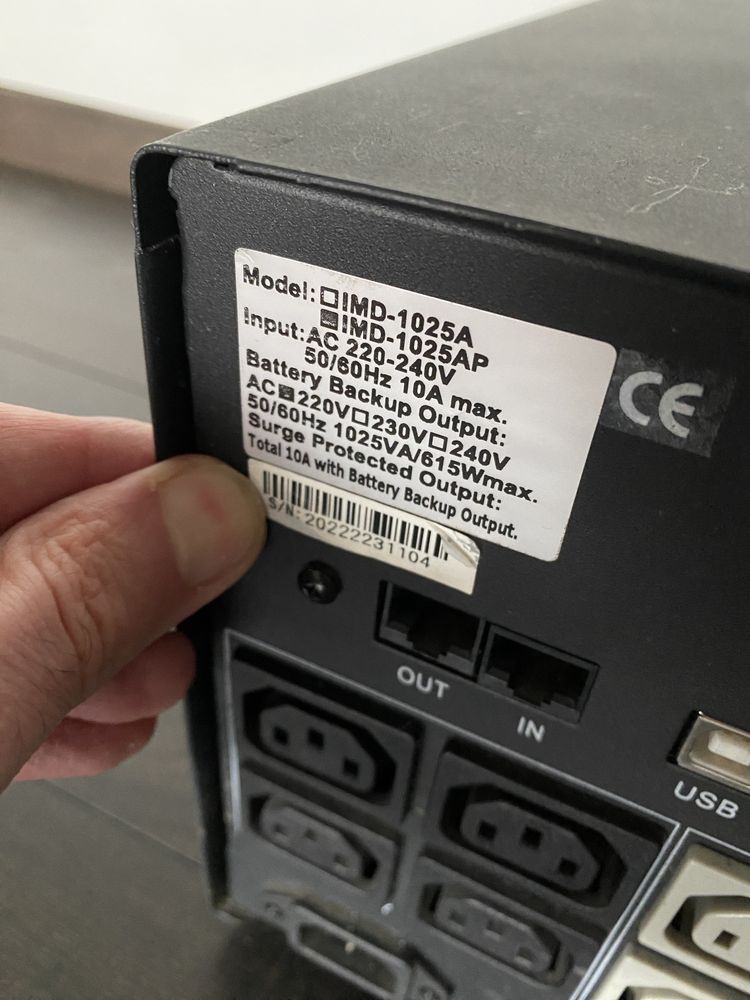 Model:☐IMD-1025A
■IMD-1025AP
Input:AC 220-240V
50/60Hz 10A max.
Battery Backup Output:
AC■220V☐230V☐240V
50/60Hz 1025VA/615Wmax.
Surge Protected Output:
Total 10A with Battery Backup Output.
CE
S/N:20222231104
OUT
IN
USB